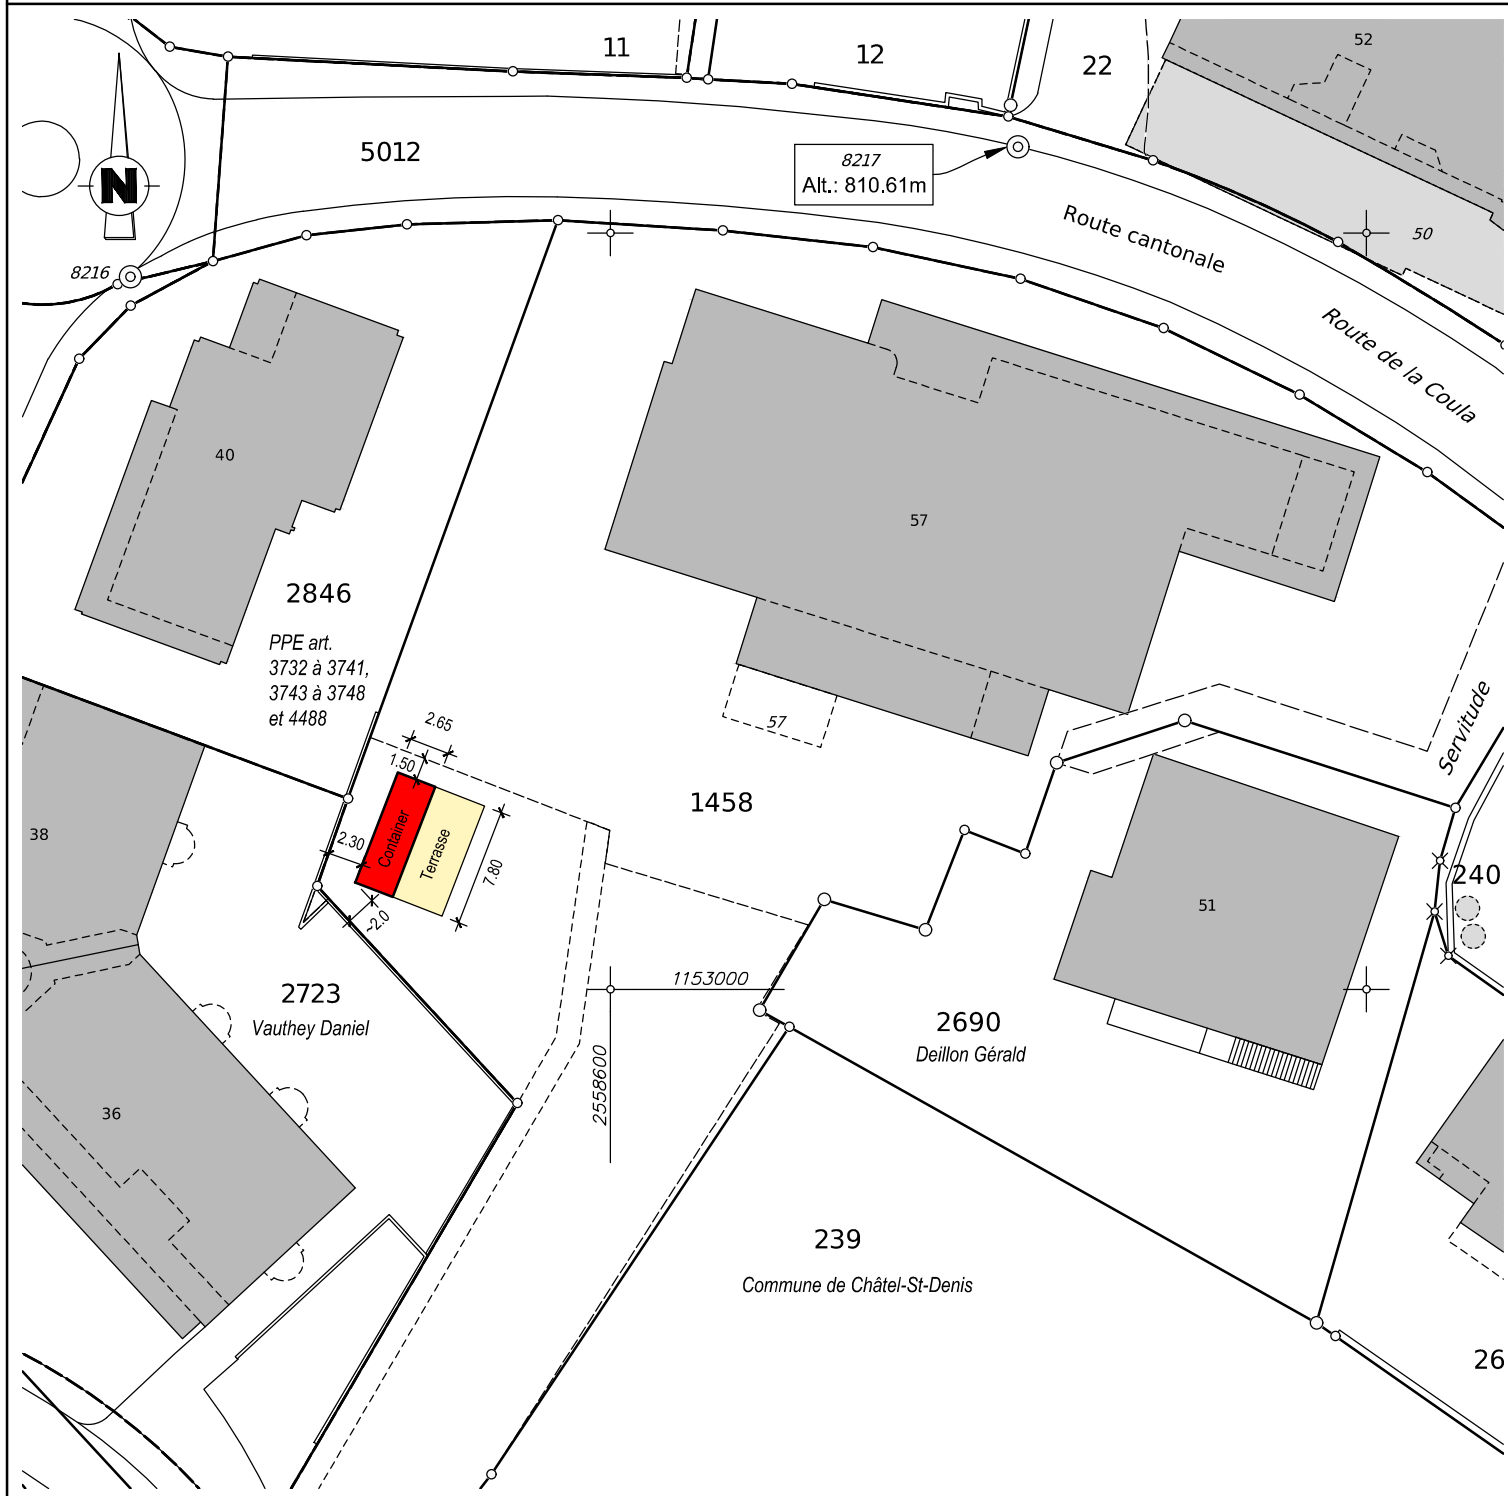 11
12
22
52
5012
8217
Alt.: 810.61m
N
Route cantonale
50
8216
Route de la Coula
40
57
2846
PPE art.
3732 à 3741,
3743 à 3748
et 4488
2.65
57
Servitude
1.50
1458
38
2.30
Container
Terrasse
7.80
240
51
~2.0
1153000
2723
Vauthey Daniel
2690
Deillon Gérald
2558600
36
239
Commune de Châtel-St-Denis
26